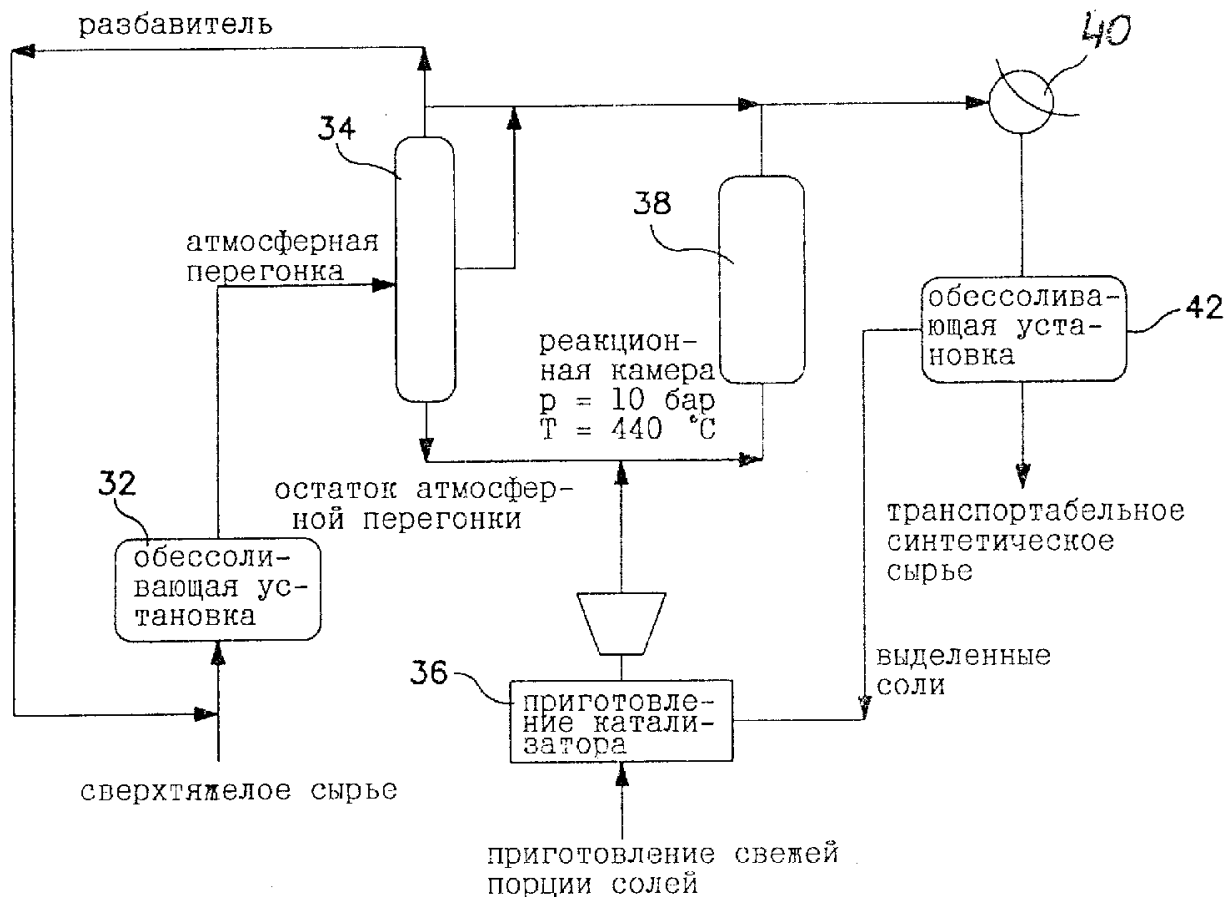 разбавитель
40
34
38
атмосферная
перегонка
обессолива-
ющая уста-
новка
42
реакцион-
ная камера
p = 10 бар
T = 440 °C
32
остаток атмосфер-
ной перегонки
транспортабельное
синтетическое
сырье
обессоли-
вающая ус-
тановка
36
выделенные
соли
приготовле-
ние катали-
затора
сверхтяжелое сырье
приготовление свежей
порции солей